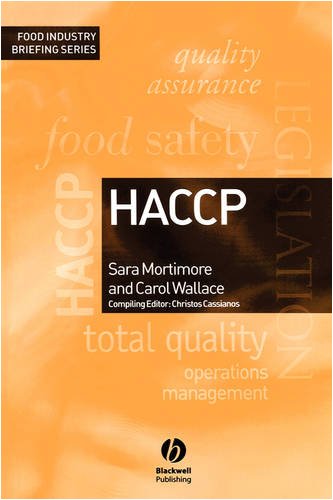 FOOD INDUSTRY
BRIEFING SERIES
quality
assurance
food safety
LEGISLATION
HACCP
HACCP
Sara Mortimore
and Carol Wallace
Compiling Editor: Christos Cassianos
total quality
operations
management
Blackwell
Publishing